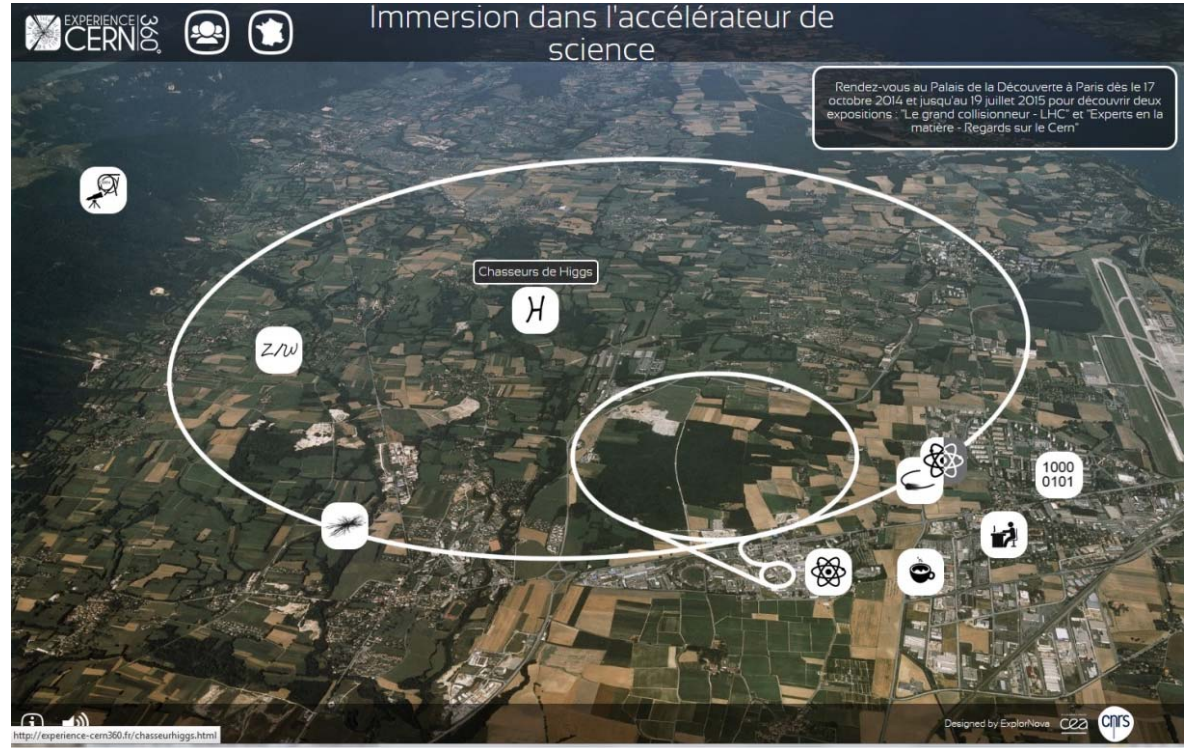 EXPERIENCE
CERN
360°
Immersion dans l'accélérateur de
science
Rendez-vous au Palais de la Découverte à Paris dès le 17
octobre 2014 et jusqu'au 19 juillet 2015 pour découvrir deux
expositions : "Le grand collisionneur - LHC" et "Experts en la
matière - Regards sur le Cern"
Chasseurs de Higgs
H
Z/W
1000
0101
i
Designed by ExplorNova
cea
cnrs
http://experience-cern360.fr/chasseurhiggs.html